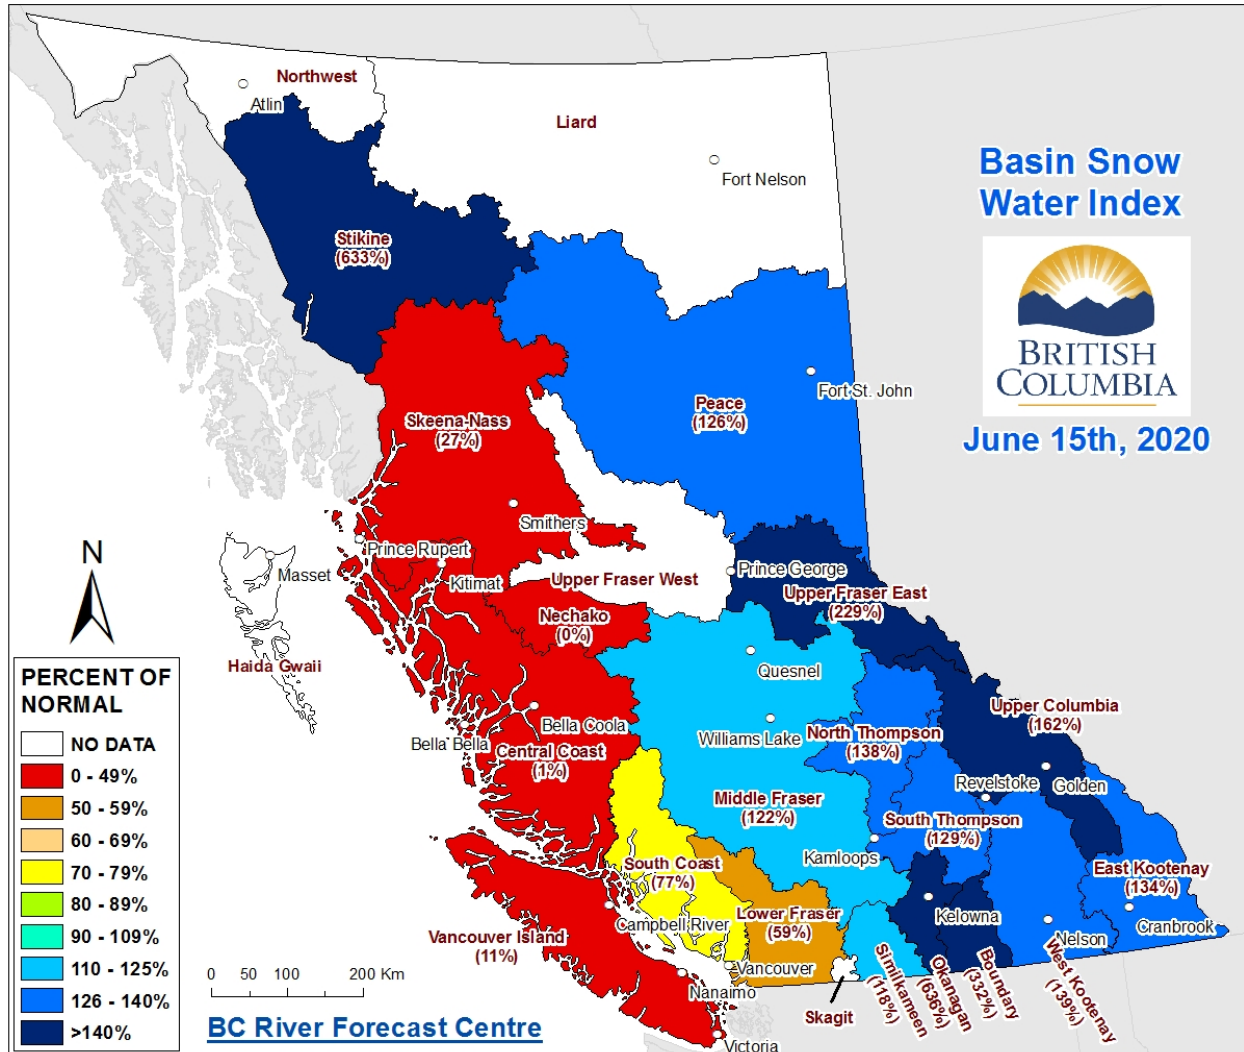 Northwest
Atlin
Liard
Fort Nelson
Basin Snow
Water Index
Stikine
(633%)
BRITISH
COLUMBIA
June 15th, 2020
Fort St. John
Peace
(126%)
Skeena-Nass
(27%)
Smithers
Prince Rupert
Kitimat
Masset
Upper Fraser West
Prince George
Upper Fraser East
(229%)
Nechako
(0%)
Haida Gwaii
Quesnel
Bella Coola
Bella Bella
Central Coast
(1%)
Williams Lake
North Thompson
(138%)
Upper Columbia
(162%)
Revelstoke
Golden
Middle Fraser
(122%)
South Thompson
(129%)
Kamloops
East Kootenay
(134%)
Cranbrook
South Coast
(77%)
Campbell River
Lower Fraser
(59%)
Kelowna
Nelson
Vancouver Island
(11%)
Vancouver
Nanaimo
Victoria
Skagit
Similkameen
(118%)
Okanagan
(636%)
Boundary
(332%)
West Kootenay
(139%)
N
PERCENT OF
NORMAL
NO DATA
0 - 49%
50 - 59%
60 - 69%
70 - 79%
80 - 89%
90 - 109%
110 - 125%
126 - 140%
>140%
0 50 100 200 Km
BC River Forecast Centre